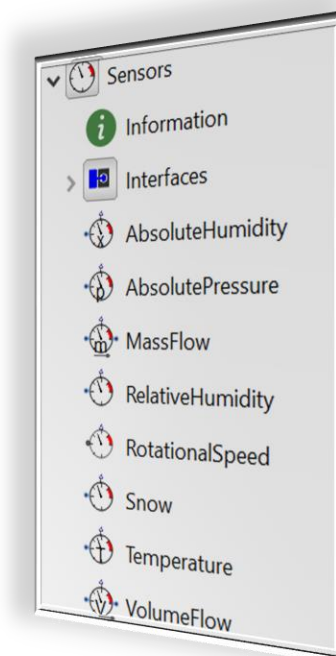 Sensors
i Information
Interfaces
x AbsoluteHumidity
p AbsolutePressure
m MassFlow
RelativeHumidity
RotationalSpeed
Snow
T Temperature
V VolumeFlow